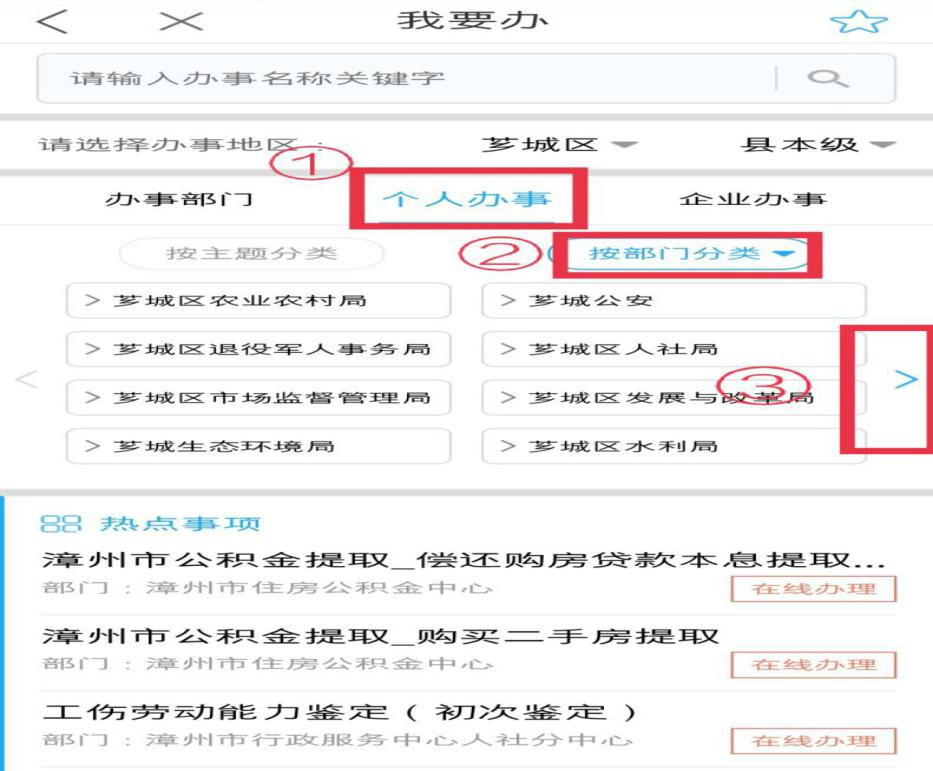 我要办
请输入办事名称关键字
请选择办事地区： 芗城区 县本级
①
办事部门 个人办事 企业办事
按主题分类 ② 按部门分类
> 芗城区农业农村局 > 芗城公安
> 芗城区退役军人事务局 > 芗城区人社局
③
> 芗城区市场监督管理局 > 芗城区发展与改革局
> 芗城生态环境局 > 芗城区水利局
热点事项
漳州市公积金提取_偿还购房贷款本息提取...
部门：漳州市住房公积金中心 在线办理
漳州市公积金提取_购买二手房提取
部门：漳州市住房公积金中心 在线办理
工伤劳动能力鉴定（初次鉴定）
部门：漳州市行政服务中心人社分中心 在线办理